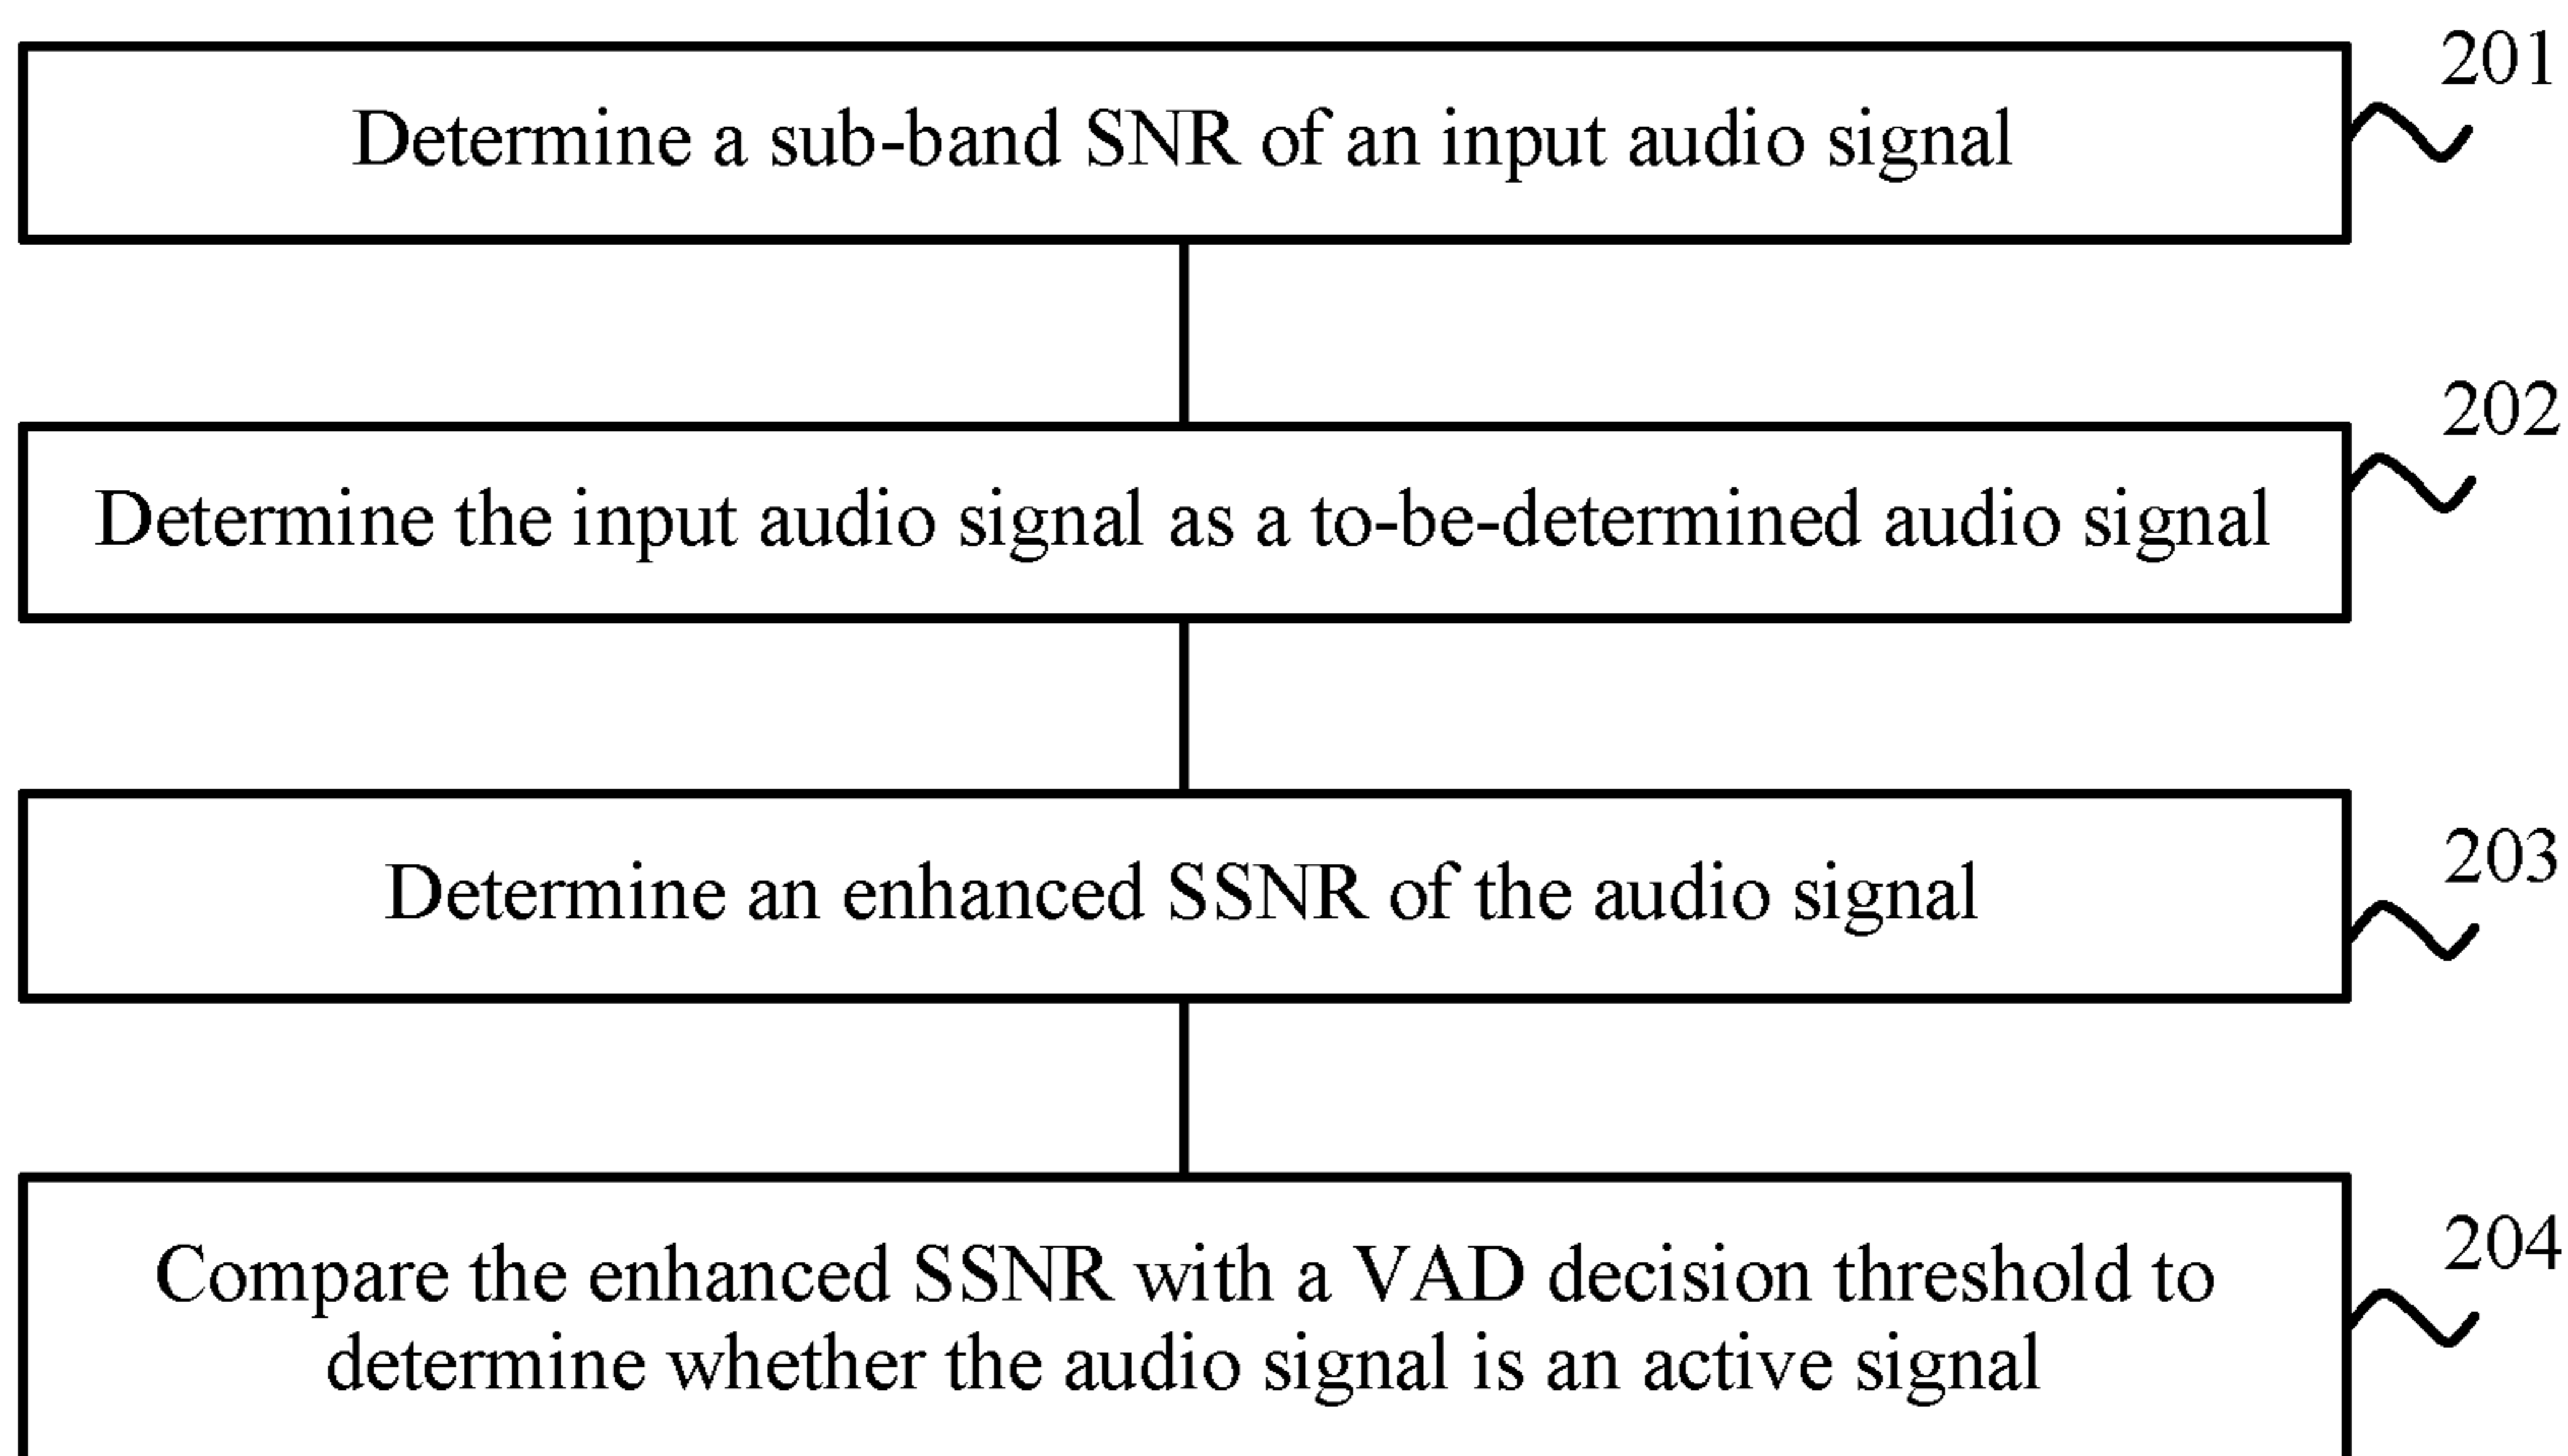 201
Determine a sub-band SNR of an input audio signal
202
Determine the input audio signal as a to-be-determined audio signal
203
Determine an enhanced SSNR of the audio signal
204
Compare the enhanced SSNR with a VAD decision threshold to
determine whether the audio signal is an active signal